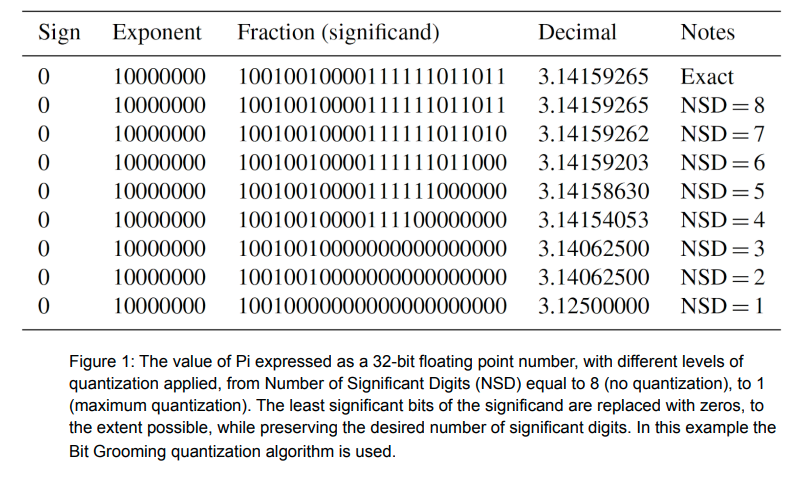 Sign Exponent Fraction (significand) Decimal Notes
0 10000000 10010010000111111011011 3.14159265 Exact
0 10000000 10010010000111111011011 3.14159265 NSD = 8
0 10000000 10010010000111111011010 3.14159262 NSD = 7
0 10000000 10010010000111111011000 3.14159203 NSD = 6
0 10000000 10010010000111111000000 3.14158630 NSD = 5
0 10000000 10010010000111100000000 3.14154053 NSD = 4
0 10000000 10010010000000000000000 3.14062500 NSD = 3
0 10000000 10010010000000000000000 3.14062500 NSD = 2
0 10000000 10010000000000000000000 3.12500000 NSD = 1
Figure 1: The value of Pi expressed as a 32-bit floating point number, with different levels of
quantization applied, from Number of Significant Digits (NSD) equal to 8 (no quantization), to 1
(maximum quantization). The least significant bits of the significand are replaced with zeros, to
the extent possible, while preserving the desired number of significant digits. In this example the
Bit Grooming quantization algorithm is used.